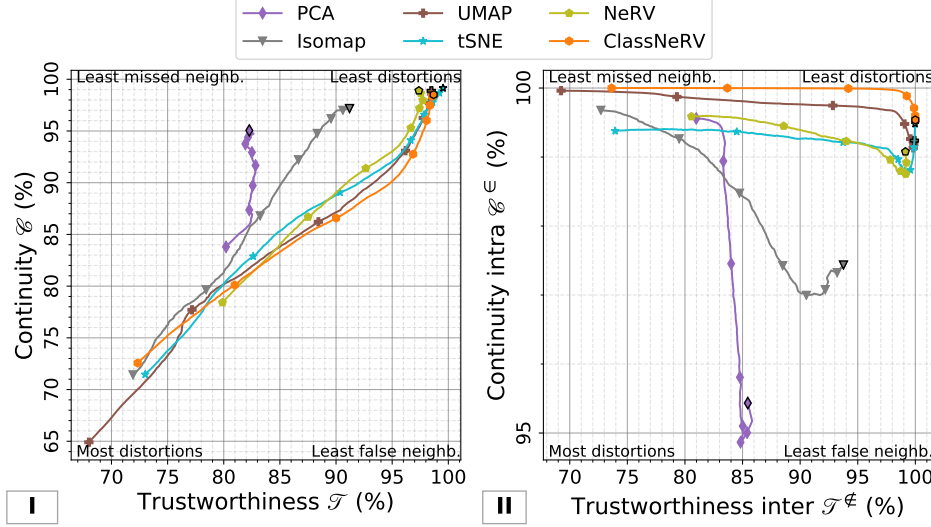 PCA UMAP NeRV
Isomap tSNE ClassNeRV
Least missed neighb. Least distortions
100
95
90
85
80
75
70
65
Continuity 𝒞 (%)
Most distortions Least false neighb.
70 75 80 85 90 95 100
Trustworthiness 𝒯 (%)
I
Least missed neighb. Least distortions
100
95
Continuity intra 𝒞 ∈ (%)
Most distortions Least false neighb.
70 75 80 85 90 95 100
Trustworthiness inter 𝒯 ∉ (%)
II